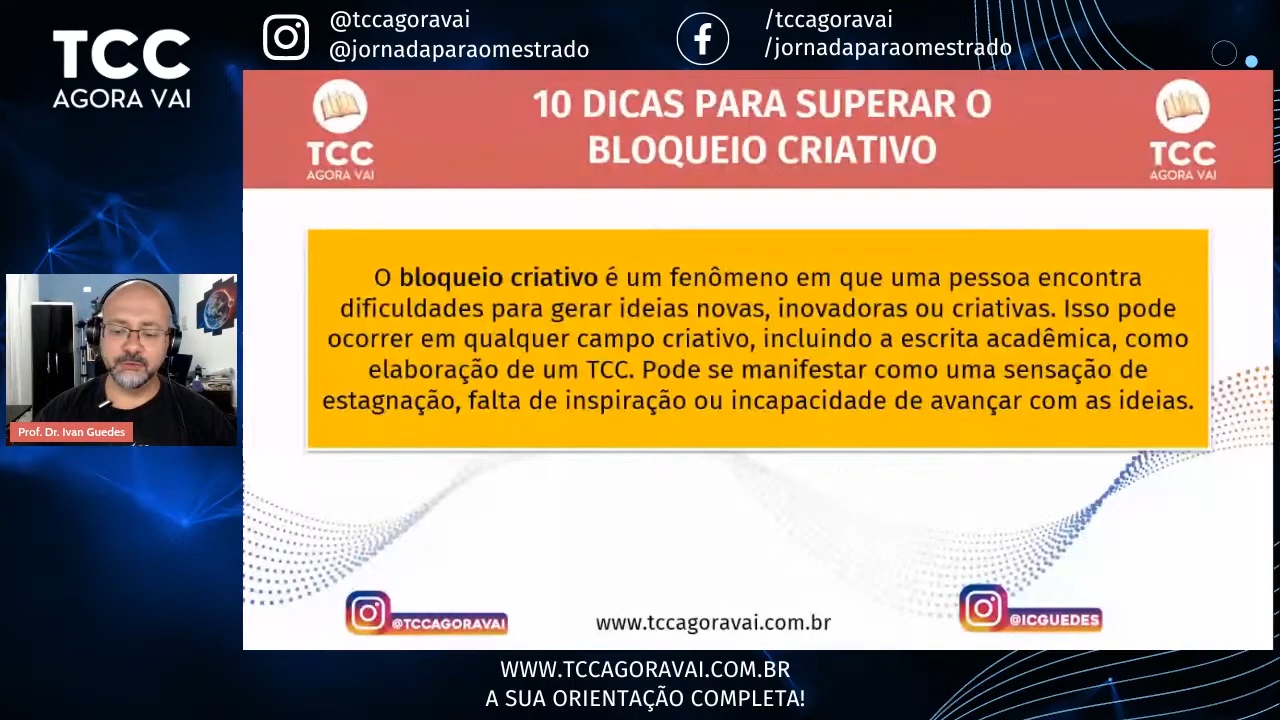 TCC
AGORA VAI
@tccagoravai
@jornadaparaomestrado
/tccagoravai
/jornadaparaomestrado
TCC
AGORA VAI
10 DICAS PARA SUPERAR O
BLOQUEIO CRIATIVO
TCC
AGORA VAI
O bloqueio criativo é um fenômeno em que uma pessoa encontra
dificuldades para gerar ideias novas, inovadoras ou criativas. Isso pode
ocorrer em qualquer campo criativo, incluindo a escrita acadêmica, como
elaboração de um TCC. Pode se manifestar como uma sensação de
estagnação, falta de inspiração ou incapacidade de avançar com as ideias.
Prof. Dr. Ivan Guedes
@TCCAGORAVAI
www.tccagoravai.com.br
@ICGUEDES
WWW.TCCAGORAVAI.COM.BR
A SUA ORIENTAÇÃO COMPLETA!